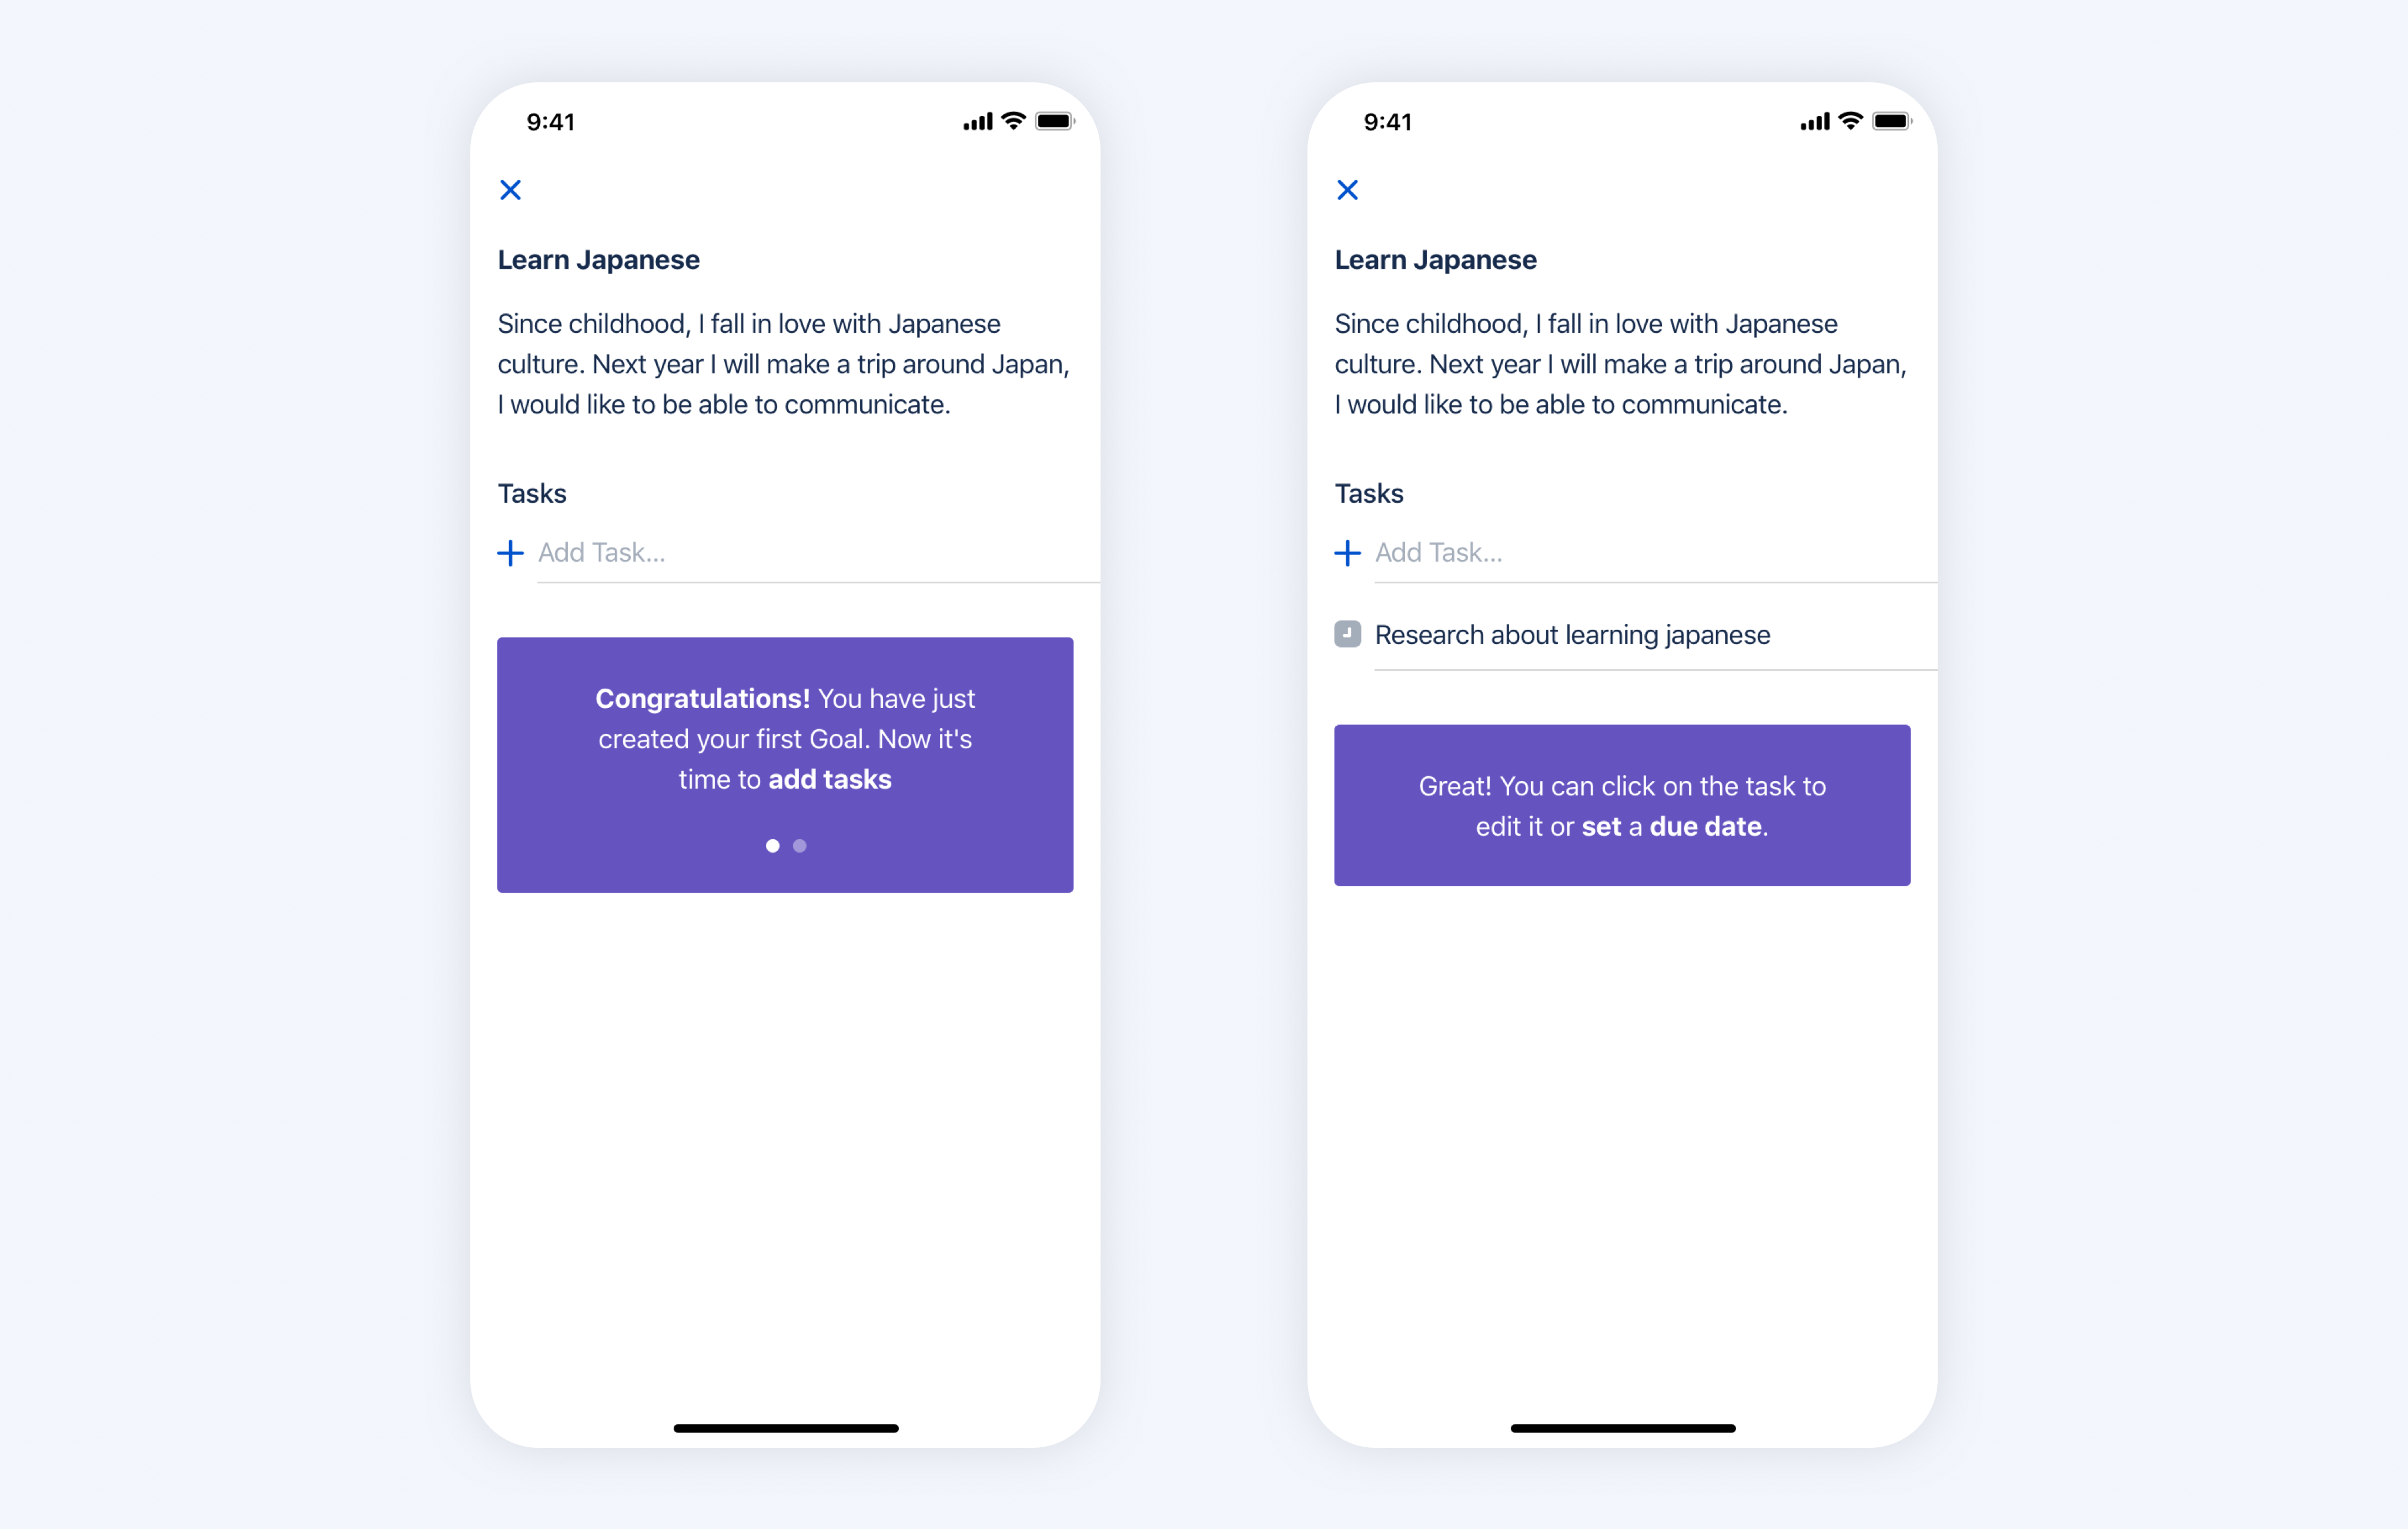 9:41
Learn Japanese
Since childhood, I fall in love with Japanese
culture. Next year I will make a trip around Japan,
I would like to be able to communicate.
Tasks
Add Task...
Congratulations! You have just
created your first Goal. Now it's
time to add tasks
9:41
Learn Japanese
Since childhood, I fall in love with Japanese
culture. Next year I will make a trip around Japan,
I would like to be able to communicate.
Tasks
Add Task...
Research about learning japanese
Great! You can click on the task to
edit it or set a due date.